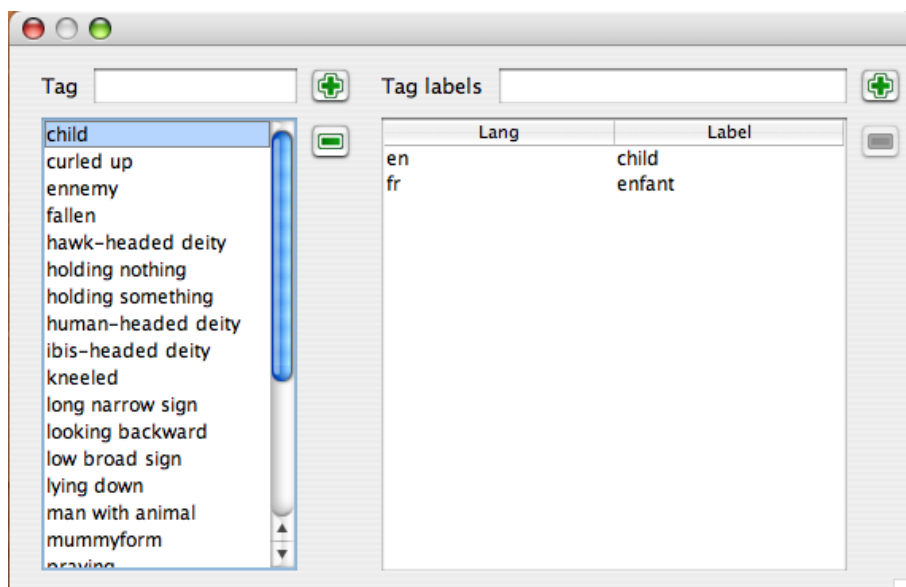 Tag
Tag labels
child
curled up
ennemy
fallen
hawk-headed deity
holding nothing
holding something
human-headed deity
ibis-headed deity
kneeled
long narrow sign
looking backward
low broad sign
lying down
man with animal
mummyform
praying
Lang Label
en child
fr enfant